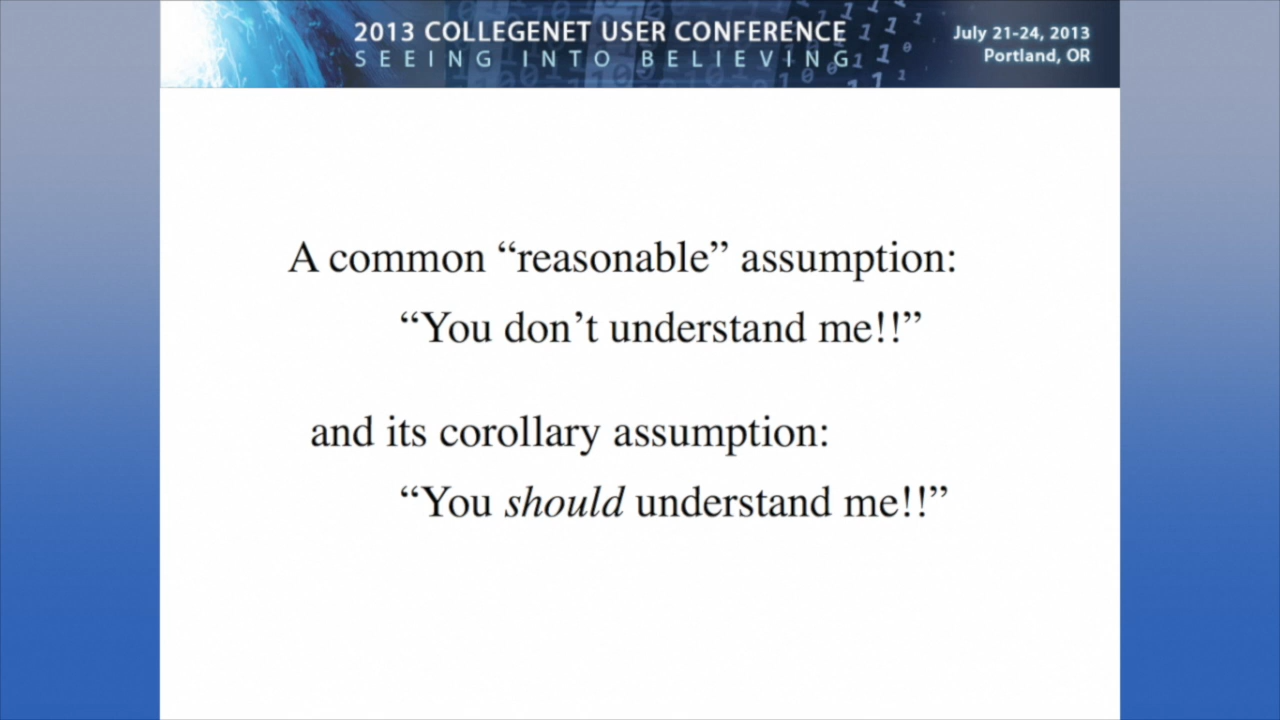 2013 COLLEGENET USER CONFERENCE
SEEING INTO BELIEVING
July 21-24, 2013
Portland, OR
A common “reasonable” assumption:
“You don’t understand me!!”
and its corollary assumption:
“You should understand me!!”